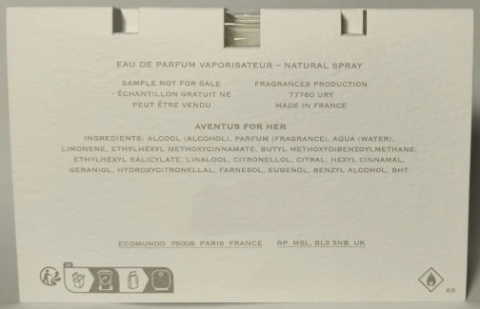 EAU DE PARFUM VAPORISATEUR – NATURAL SPRAY
SAMPLE NOT FOR SALE
- ÉCHANTILLON GRATUIT NE
PEUT ÊTRE VENDU
FRAGRANCES PRODUCTION
77760 URY
MADE IN FRANCE
AVENTUS FOR HER
INGREDIENTS: ALCOOL (ALCOHOL), PARFUM (FRAGRANCE), AQUA (WATER),
LIMONENE, ETHYLHEXYL METHOXYCINNAMATE, BUTYL METHOXYDIBENZOYLMETHANE,
ETHYLHEXYL SALICYLATE, LINALOOL, CITRONELLOL, CITRAL, HEXYL CINNAMAL,
GERANIOL, HYDROXYCITRONELLAL, FARNESOL, EUGENOL, BENZYL ALCOHOL, BHT.
ECOMUNDO 75008 PARIS FRANCE RP. MBL, BL5 3NB, UK